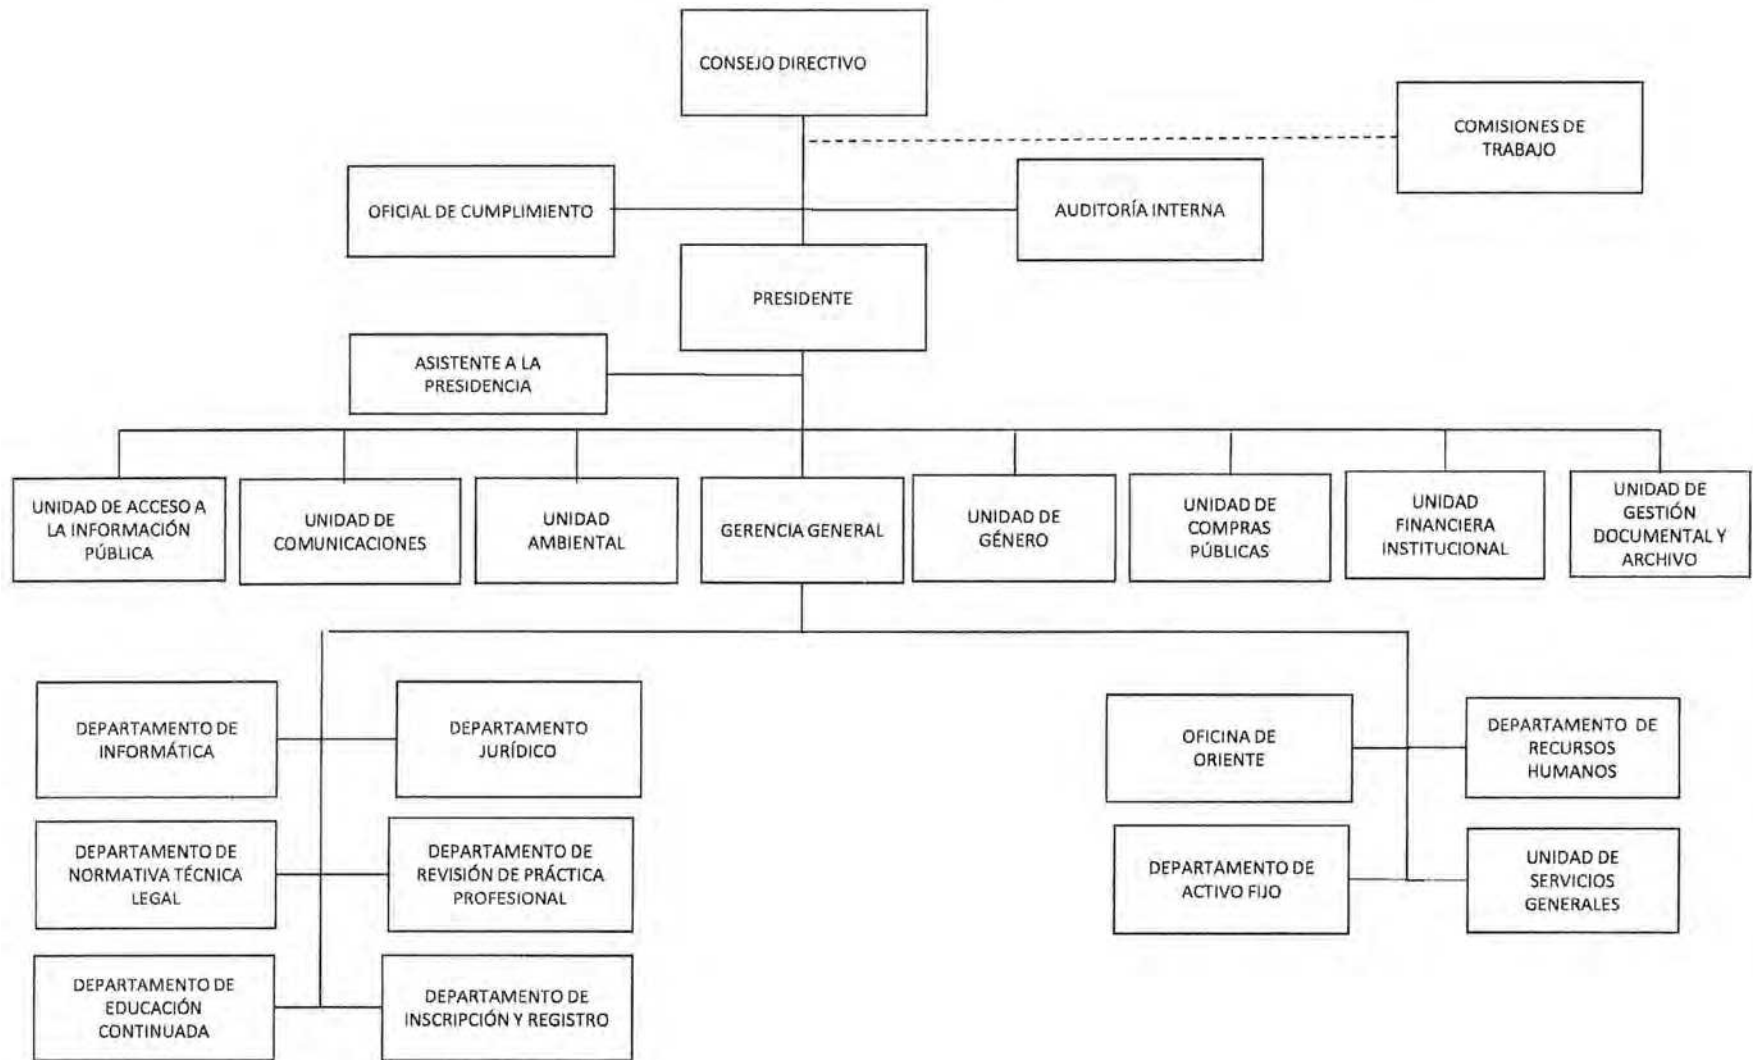 CONSEJO DIRECTIVO
COMISIONES DE
TRABAJO
OFICIAL DE CUMPLIMIENTO
AUDITORÍA INTERNA
PRESIDENTE
ASISTENTE A LA
PRESIDENCIA
UNIDAD DE ACCESO A
LA INFORMACIÓN
PÚBLICA
UNIDAD DE
COMUNICACIONES
UNIDAD
AMBIENTAL
GERENCIA GENERAL
UNIDAD DE
GÉNERO
UNIDAD DE
COMPRAS
PÚBLICAS
UNIDAD
FINANCIERA
INSTITUCIONAL
UNIDAD DE
GESTIÓN
DOCUMENTAL Y
ARCHIVO
DEPARTAMENTO DE
INFORMÁTICA
DEPARTAMENTO
JURÍDICO
OFICINA DE
ORIENTE
DEPARTAMENTO DE
RECURSOS
HUMANOS
DEPARTAMENTO DE
NORMATIVA TÉCNICA
LEGAL
DEPARTAMENTO DE
REVISIÓN DE PRÁCTICA
PROFESIONAL
DEPARTAMENTO DE
ACTIVO FIJO
UNIDAD DE
SERVICIOS
GENERALES
DEPARTAMENTO DE
EDUCACIÓN
CONTINUADA
DEPARTAMENTO DE
INSCRIPCIÓN Y REGISTRO